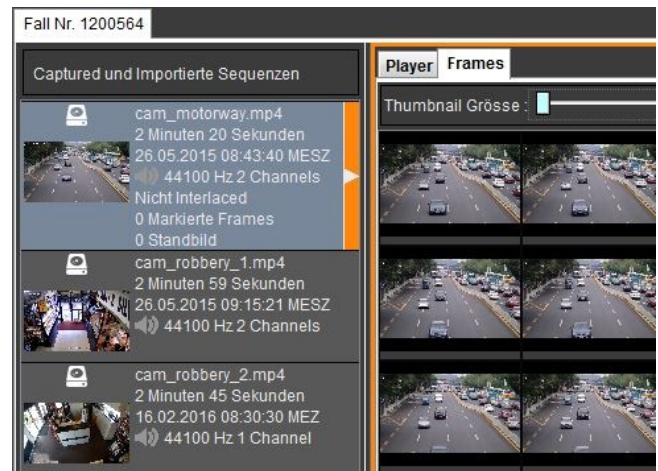 Fall Nr. 1200564
Captured und Importierte Sequenzen
cam_motorway.mp4
2 Minuten 20 Sekunden
26.05.2015 08:43:40 MESZ
44100 Hz 2 Channels
Nicht Interlaced
0 Markierte Frames
0 Standbild
cam_robbery_1.mp4
2 Minuten 59 Sekunden
26.05.2015 09:15:21 MESZ
44100 Hz 2 Channels
cam_robbery_2.mp4
2 Minuten 45 Sekunden
16.02.2016 08:30:30 MEZ
44100 Hz 1 Channel
Player Frames
Thumbnail Grösse :